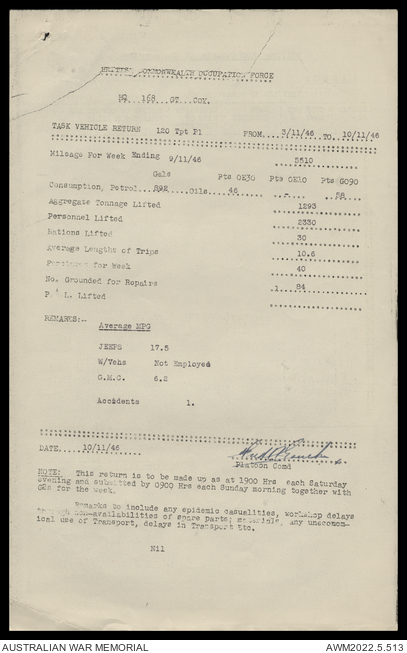 BRITISH COMMONWEALTH OCCUPATION FORCE
NO 168 GT COY.
TASK VEHICLE RETURN 120 Tpt Pl FROM 3/11/46 TO 10/11/46
Mileage For Week Ending 9/11/46 5510
Gals Pts OE30 Pts OE10 Pts GO90
Consumption, Petrol 892 Oils 46 - 58
Aggregate Tonnage Lifted 1293
Personnel Lifted 2330
Rations Lifted 30
Average Lengths of Trips 10.6
for Week 40
No. Grounded for Repairs 1 84
P. L. Lifted
REMARKS:-
Average MPG
JEEPS 17.5
W/Vehs Not Employed
G.M.C. 6.2
Accidents 1.
DATE 10/11/46
Platoon Comd
NOTE: This return is to be made up as at 1900 Hrs each Saturday
evening and submitted by 0900 Hrs each Sunday morning together with
for the week.
Remarks to include any epidemic casualities, workshop delays
through non-availabilities of spare parts; any uneconom-
ical use of Transport, delays in Transport Etc.
Nil
AUSTRALIAN WAR MEMORIAL
AWM2022.5.513